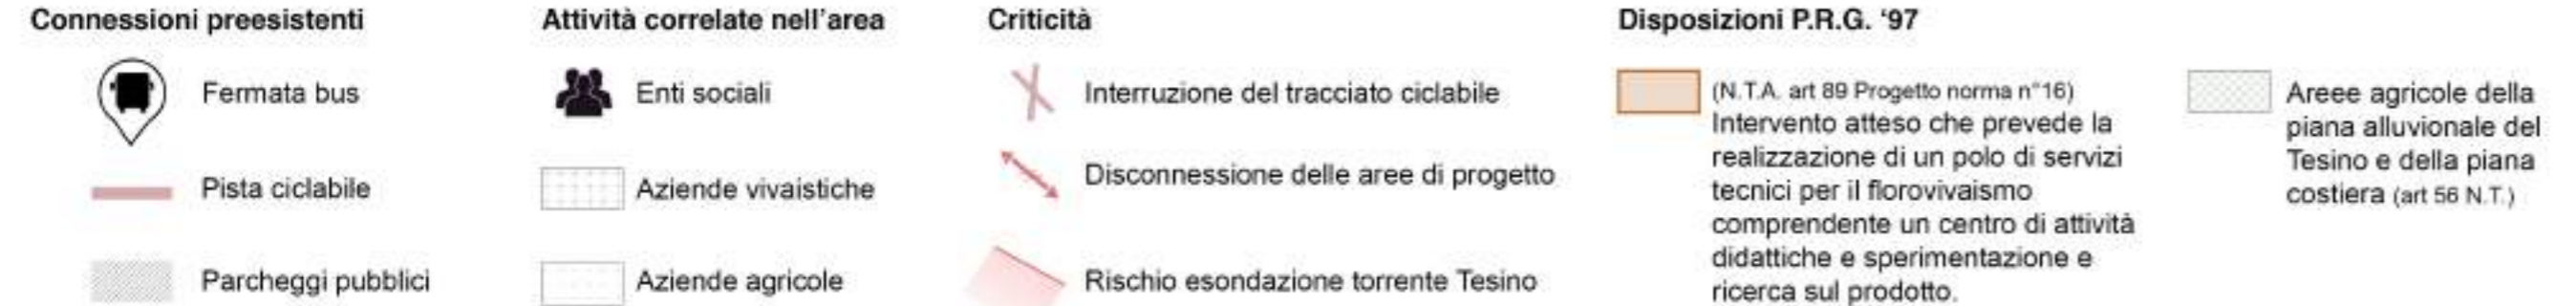 Connessioni preesistenti
Fermata bus
Pista ciclabile
Parcheggi pubblici
Attività correlate nell'area
Enti sociali
Aziende vivaistiche
Aziende agricole
Criticità
Interruzione del tracciato ciclabile
Disconnessione delle aree di progetto
Rischio esondazione torrente Tesino
Disposizioni P.R.G. ‘97
(N.T.A. art 89 Progetto norma n°16)
Intervento atteso che prevede la
realizzazione di un polo di servizi
tecnici per il florovivaismo
comprendente un centro di attività
didattiche e sperimentazione e
ricerca sul prodotto.
Areee agricole della
piana alluvionale del
Tesino e della piana
costiera (art 56 N.T.)